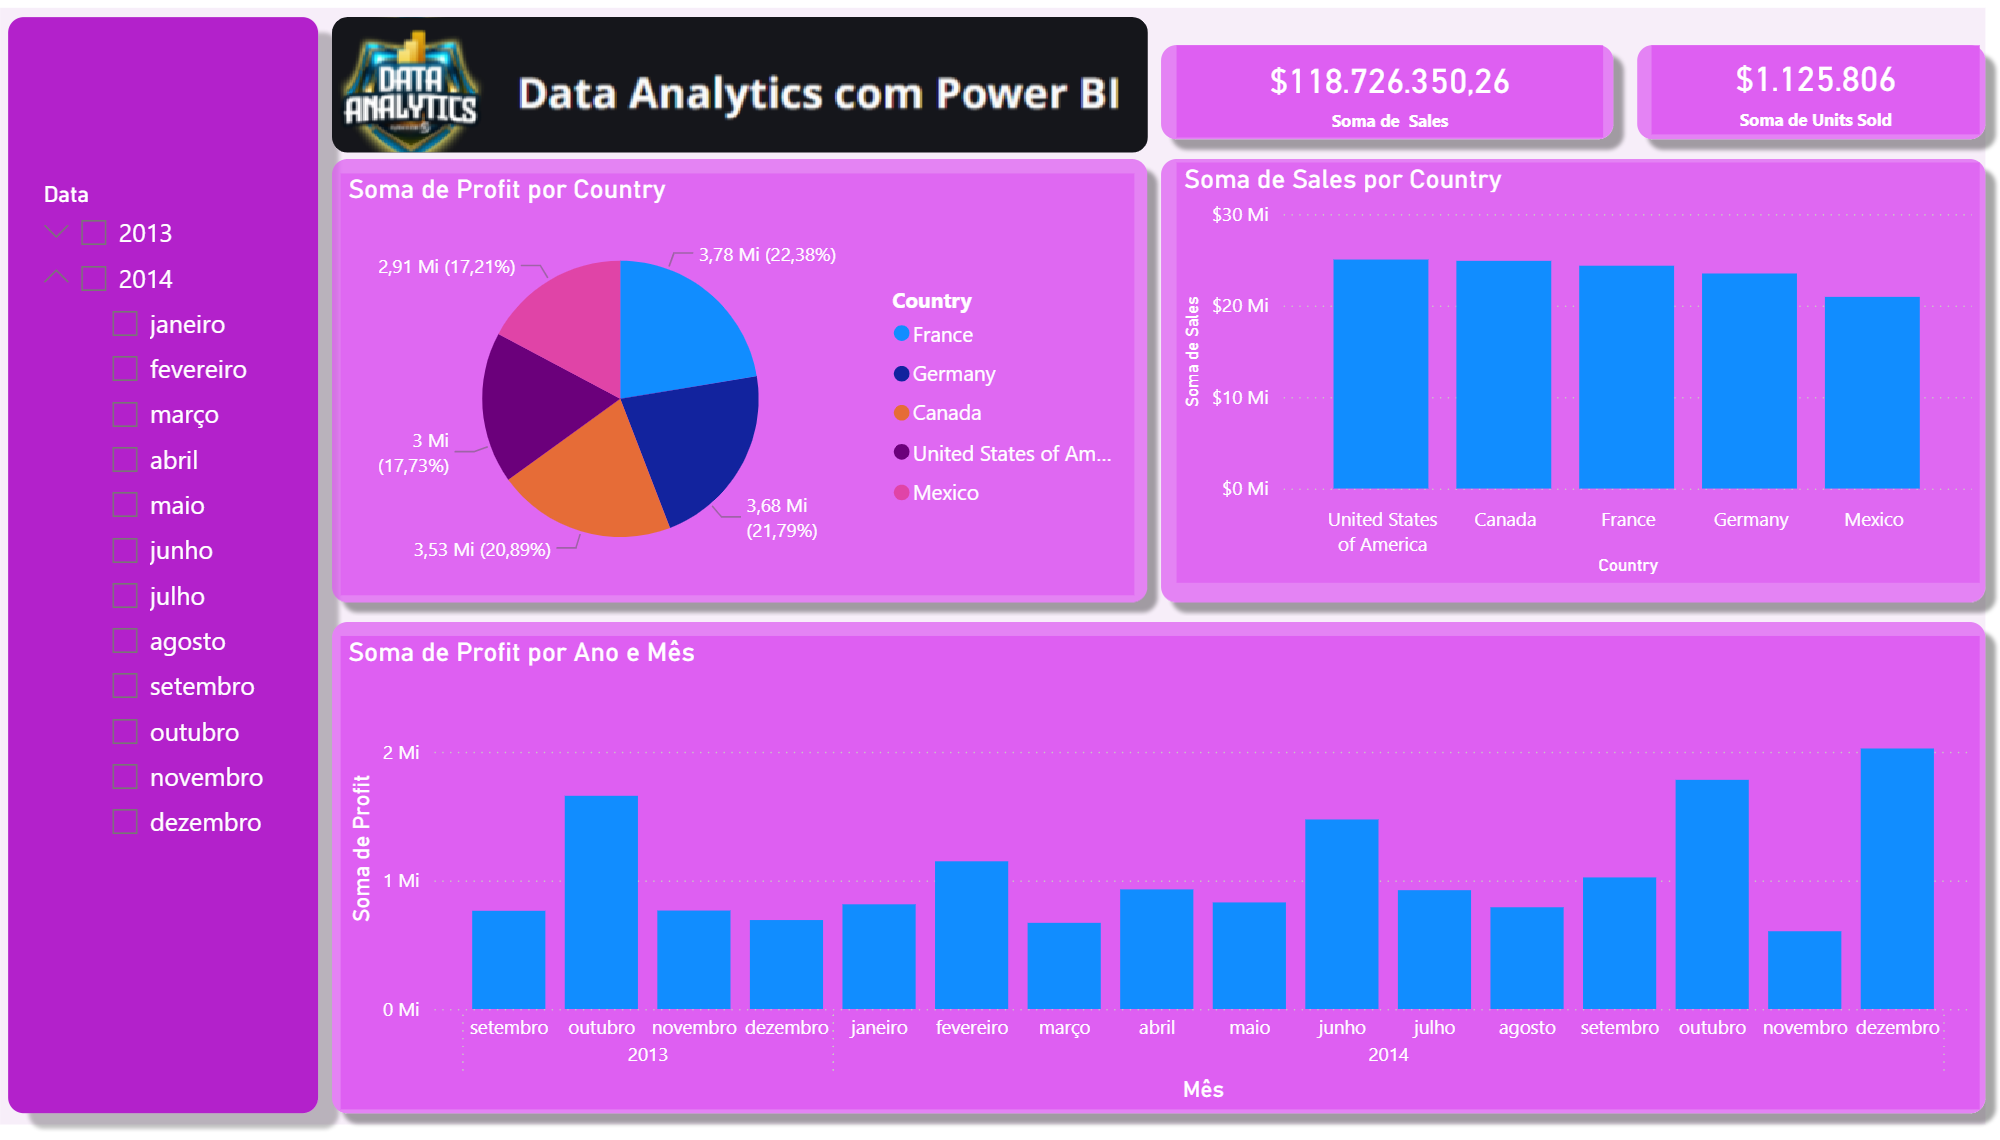 DATA
ANALYTICS
Data Analytics com Power BI
$118.726.350,26
Soma de Sales
$1.125.806
Soma de Units Sold
Data
2013
2014
janeiro
fevereiro
março
abril
maio
junho
julho
agosto
setembro
outubro
novembro
dezembro
Soma de Profit por Country
2,91 Mi (17,21%)
3,78 Mi (22,38%)
3 Mi
(17,73%)
3,68 Mi
(21,79%)
3,53 Mi (20,89%)
Country
France
Germany
Canada
United States of Am...
Mexico
Soma de Sales por Country
Soma de Sales
$30 Mi
$20 Mi
$10 Mi
$0 Mi
United States
of America
Canada
France
Germany
Mexico
Country
Soma de Profit por Ano e Mês
Soma de Profit
2 Mi
1 Mi
0 Mi
setembro outubro novembro dezembro janeiro fevereiro março abril maio junho julho agosto setembro outubro novembro dezembro
2013 2014
Mês